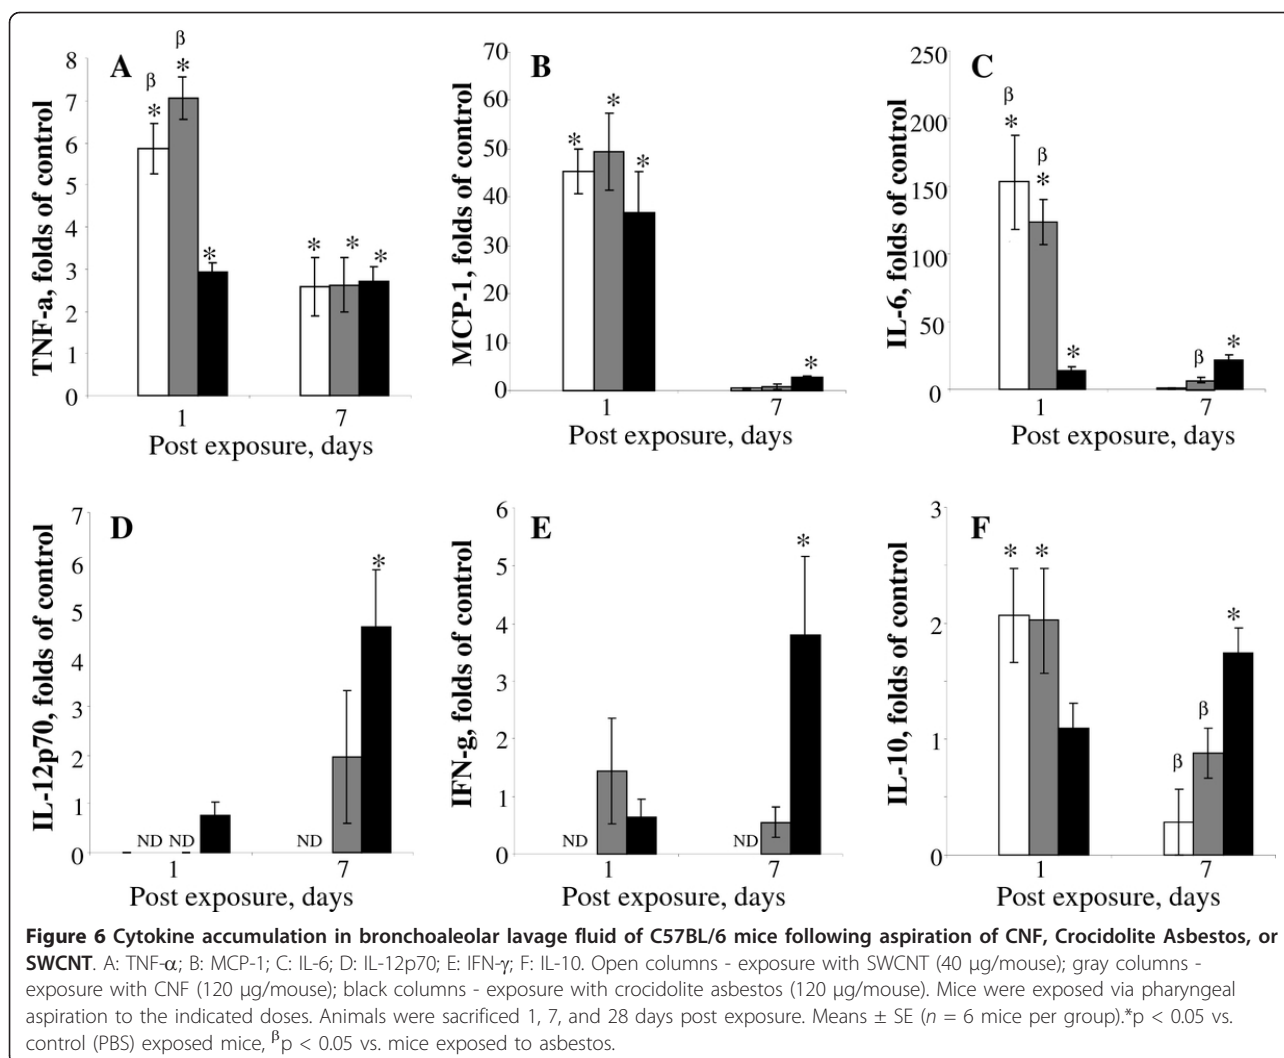 A
TNF-a, folds of control
8
7
6
5
4
3
2
1
0
β
*
β
*
*
*
*
*
1
7
Post exposure, days
B
MCP-1, folds of control
70
60
50
40
30
20
10
0
*
*
*
*
1
7
Post exposure, days
C
IL-6, folds of control
250
200
150
100
50
0
β
*
β
*
*
β
*
1
7
Post exposure, days
D
IL-12p70, folds of control
7
6
5
4
3
2
1
0
ND ND
ND
*
1
7
Post exposure, days
E
IFN-g, folds of control
6
5
4
3
2
1
0
ND
ND
*
1
7
Post exposure, days
F
IL-10, folds of control
3
2
1
0
*
*
β
β
*
1
7
Post exposure, days
Figure 6 Cytokine accumulation in bronchoaleolar lavage fluid of C57BL/6 mice following aspiration of CNF, Crocidolite Asbestos, or
SWCNT. A: TNF-α; B: MCP-1; C: IL-6; D: IL-12p70; E: IFN-γ; F: IL-10. Open columns - exposure with SWCNT (40 μg/mouse); gray columns -
exposure with CNF (120 μg/mouse); black columns - exposure with crocidolite asbestos (120 μg/mouse). Mice were exposed via pharyngeal
aspiration to the indicated doses. Animals were sacrificed 1, 7, and 28 days post exposure. Means ± SE (n = 6 mice per group).*p < 0.05 vs.
control (PBS) exposed mice, βp < 0.05 vs. mice exposed to asbestos.